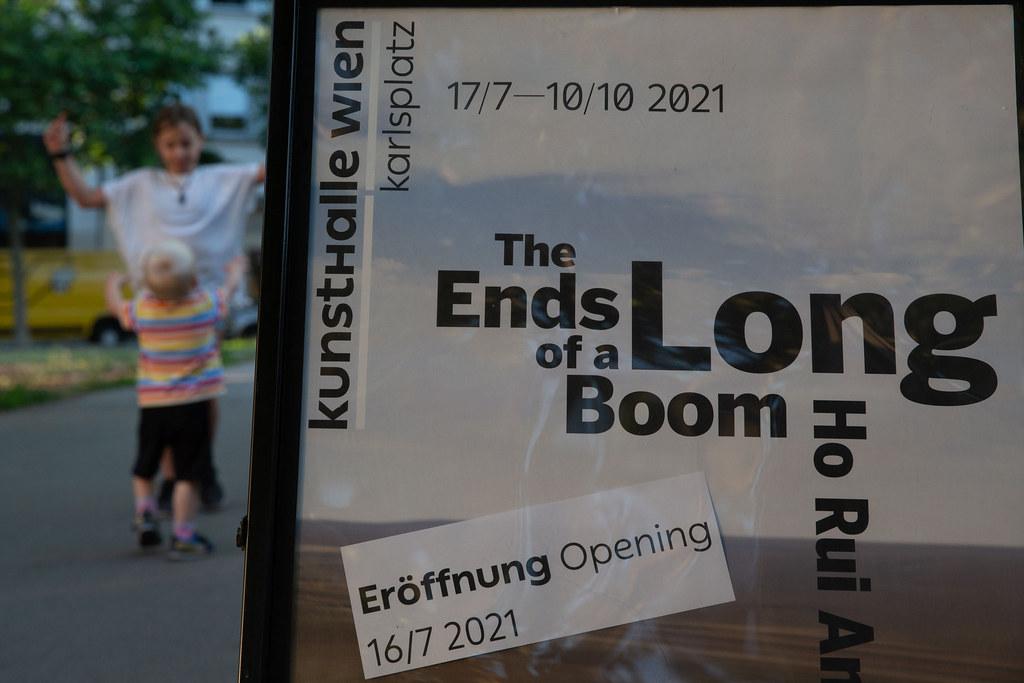 kunsthalle wien
karlsplatz
17/7—10/10 2021
The
Ends
of a
Long
Boom
Ho Rui An
Eröffnung Opening
16/7 2021